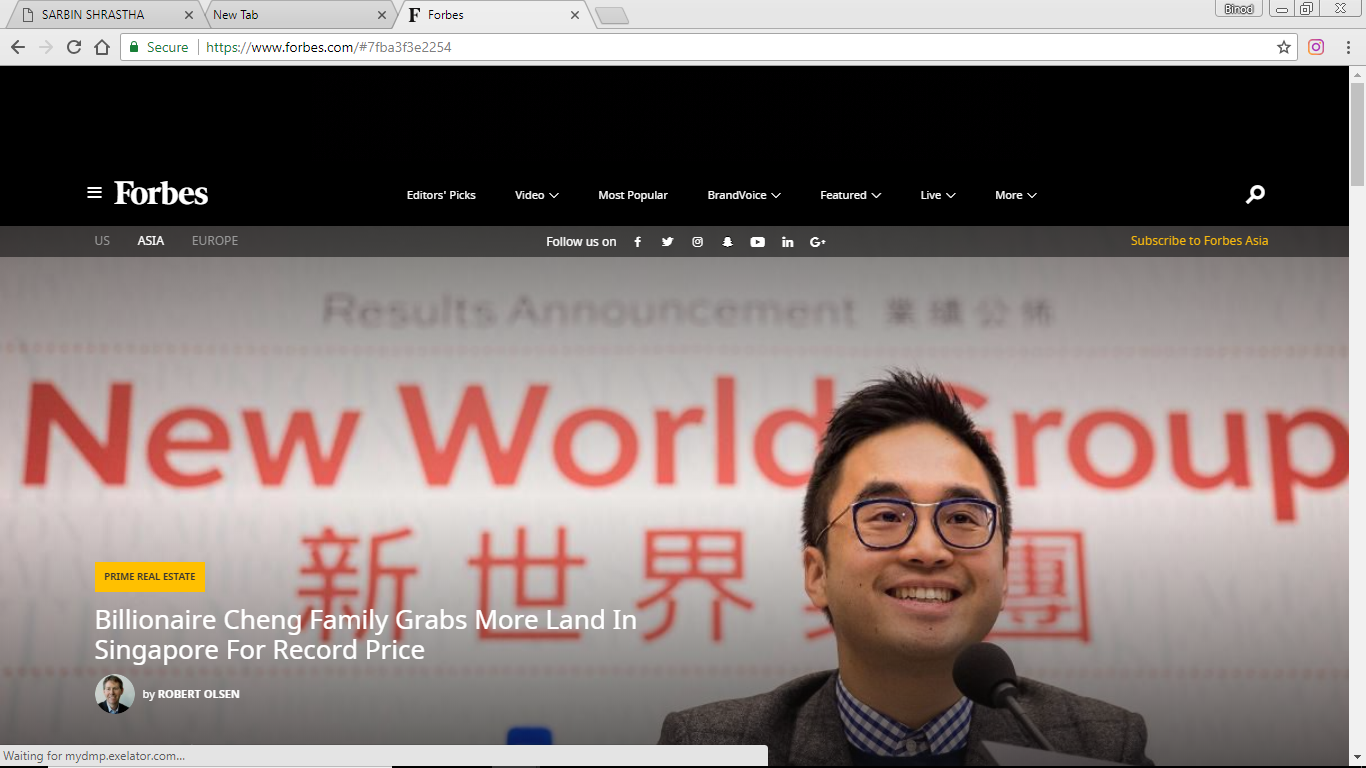 SARBIN SHRASTHA
New Tab
Forbes
Binod
Secure
https://www.forbes.com/#7fba3f3e2254
Forbes
Editors' Picks
Video
Most Popular
BrandVoice
Featured
Live
More
US
ASIA
EUROPE
Follow us on
Subscribe to Forbes Asia
Results Announcement 業績公佈
New World Group
新世界 團
PRIME REAL ESTATE
Billionaire Cheng Family Grabs More Land In
Singapore For Record Price
by ROBERT OLSEN
Waiting for mydmp.exelator.com...